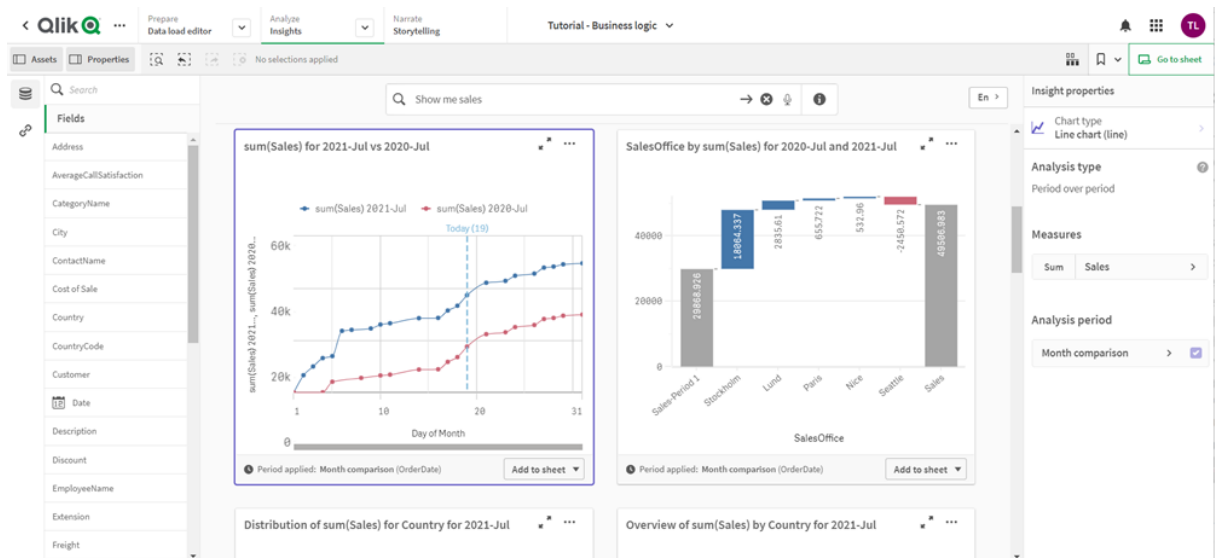 Qlik
Prepare
Data load editor
Analyze
Insights
Narrate
Storytelling
Tutorial - Business logic
TL
Assets
Properties
No selections applied
Go to sheet
Search
Fields
Address
AverageCallSatisfaction
CategoryName
City
ContactName
Cost of Sale
Country
CountryCode
Customer
Date
Description
Discount
EmployeeName
Extension
Freight
Show me sales
En
sum(Sales) for 2021-Jul vs 2020-Jul
sum(Sales) 2021-Jul
sum(Sales) 2020-Jul
Today (19)
sum(Sales) 2021..., sum(Sales) 2020...
60k
40k
20k
0
1
10
20
31
Day of Month
Period applied: Month comparison (OrderDate)
Add to sheet
SalesOffice by sum(Sales) for 2020-Jul and 2021-Jul
40000
20000
0
29868.926
18064.337
2835.61
655.722
532.96
-2450.572
49506.983
Sales-Period 1
Stockholm
Lund
Paris
Nice
Seattle
Sales
SalesOffice
Period applied: Month comparison (OrderDate)
Add to sheet
Distribution of sum(Sales) for Country for 2021-Jul
Overview of sum(Sales) by Country for 2021-Jul
Insight properties
Chart type
Line chart (line)
Analysis type
Period over period
Measures
Sum
Sales
Analysis period
Month comparison